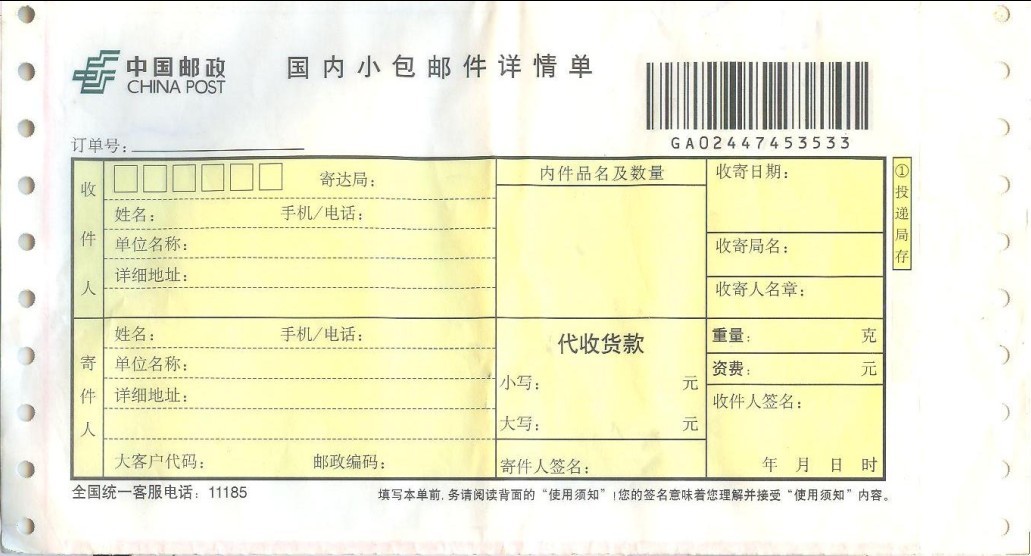 中国邮政
CHINA POST
国内小包邮件详情单
GA02447453533
订单号：
收件人
寄达局：
姓名： 手机/电话：
单位名称：
详细地址：
内件品名及数量
收寄日期：
收寄局名：
收寄人名章：
①投递局存
寄件人
姓名： 手机/电话：
单位名称：
详细地址：
大客户代码： 邮政编码：
代收货款
小写： 元
大写： 元
寄件人签名：
重量： 克
资费： 元
收件人签名：
年 月 日 时
全国统一客服电话：11185
填写本单前，务请阅读背面的“使用须知”！您的签名意味着您理解并接受“使用须知”内容。